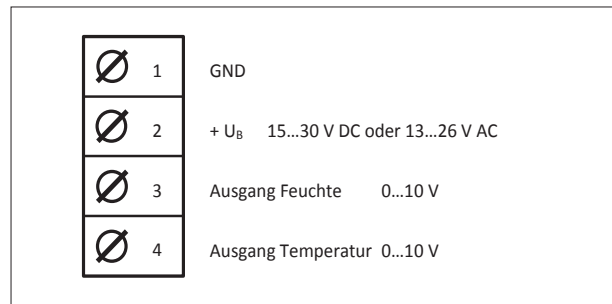 1 GND
2 + UB 15...30 V DC oder 13...26 V AC
3 Ausgang Feuchte 0...10 V
4 Ausgang Temperatur 0...10 V